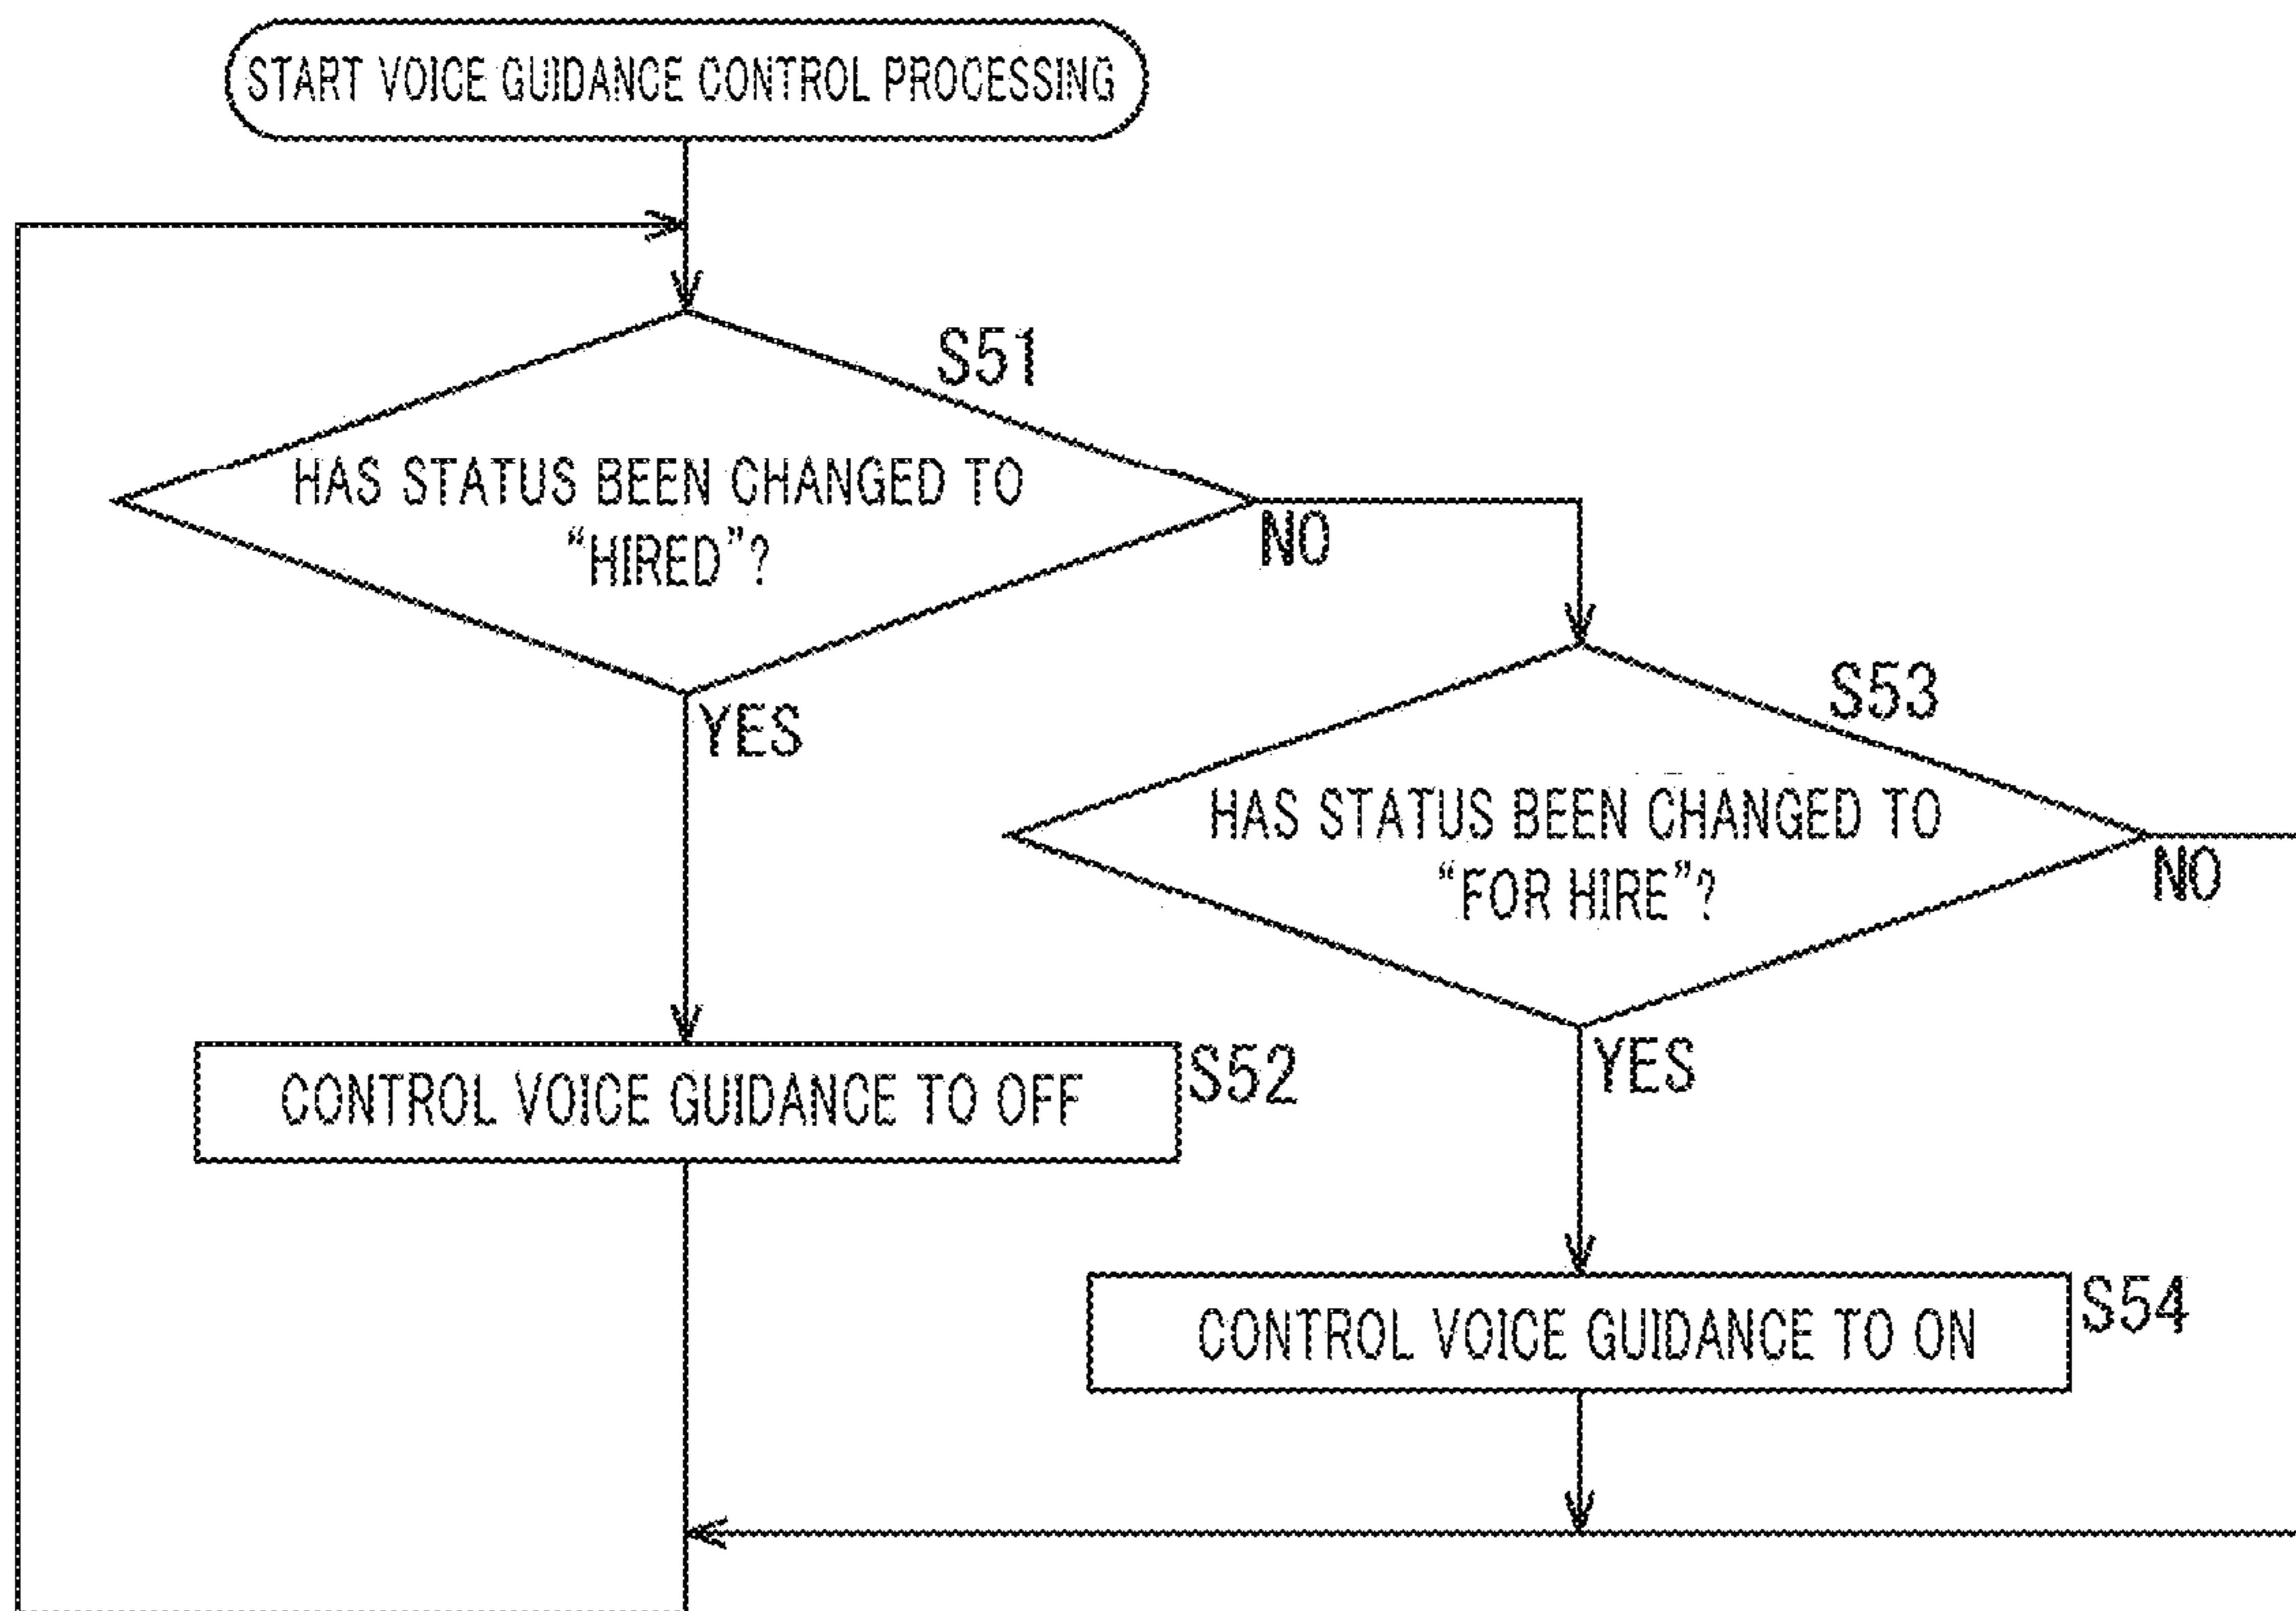 START VOICE GUIDANCE CONTROL PROCESSING
S51
HAS STATUS BEEN CHANGED TO
“HIRED”?
NO
YES
S53
HAS STATUS BEEN CHANGED TO
“FOR HIRE”?
NO
YES
CONTROL VOICE GUIDANCE TO OFF
S52
CONTROL VOICE GUIDANCE TO ON
S54